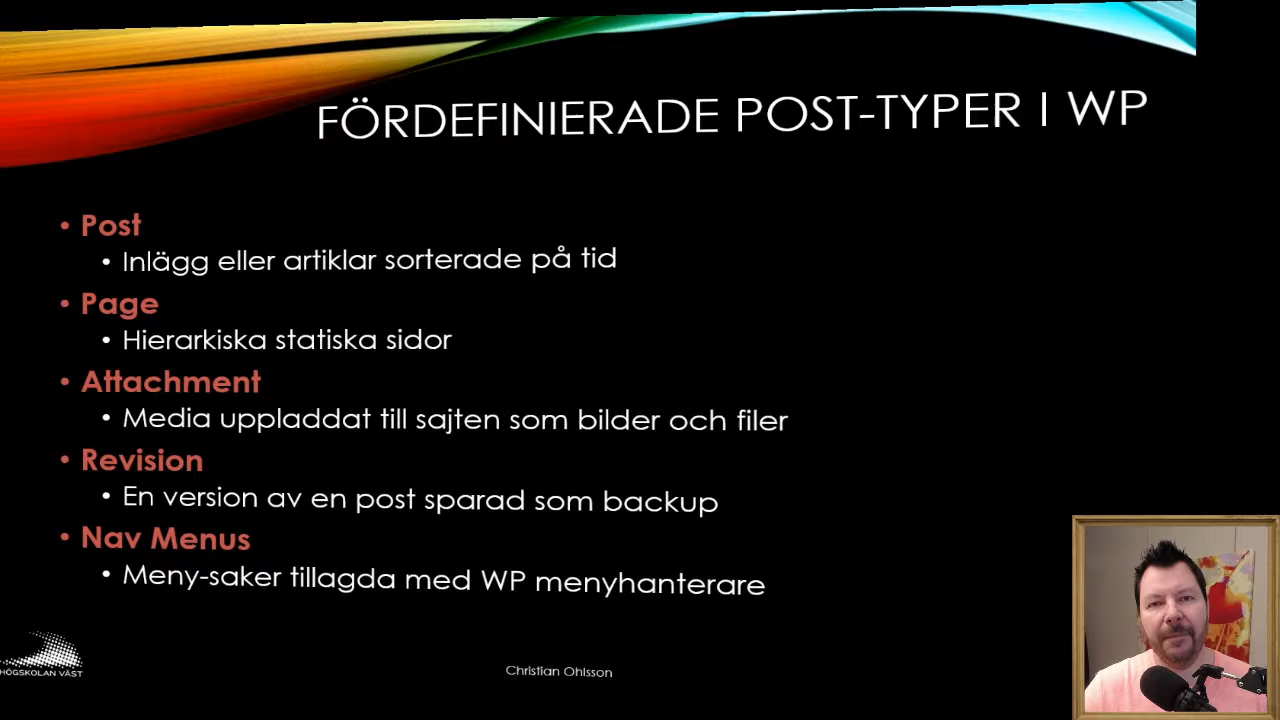 FÖRDEFINIERADE POST-TYPER I WP
• Post
• Inlägg eller artiklar sorterade på tid
• Page
• Hierarkiska statiska sidor
• Attachment
• Media uppladdat till sajten som bilder och filer
• Revision
• En version av en post sparad som backup
• Nav Menus
• Meny-saker tillagda med WP menyhanterare
HÖGSKOLAN VÄST
Christian Ohlsson